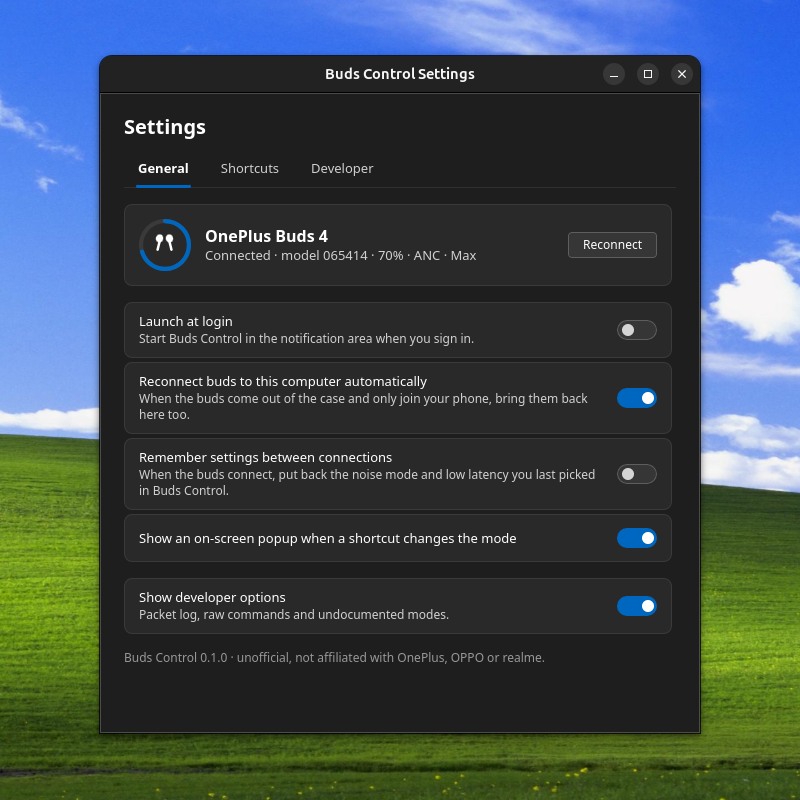 Buds Control Settings
Settings
General Shortcuts Developer
OnePlus Buds 4
Connected · model 065414 · 70% · ANC · Max
Reconnect
Launch at login
Start Buds Control in the notification area when you sign in.
Reconnect buds to this computer automatically
When the buds come out of the case and only join your phone, bring them back
here too.
Remember settings between connections
When the buds connect, put back the noise mode and low latency you last picked
in Buds Control.
Show an on-screen popup when a shortcut changes the mode
Show developer options
Packet log, raw commands and undocumented modes.
Buds Control 0.1.0 · unofficial, not affiliated with OnePlus, OPPO or realme.